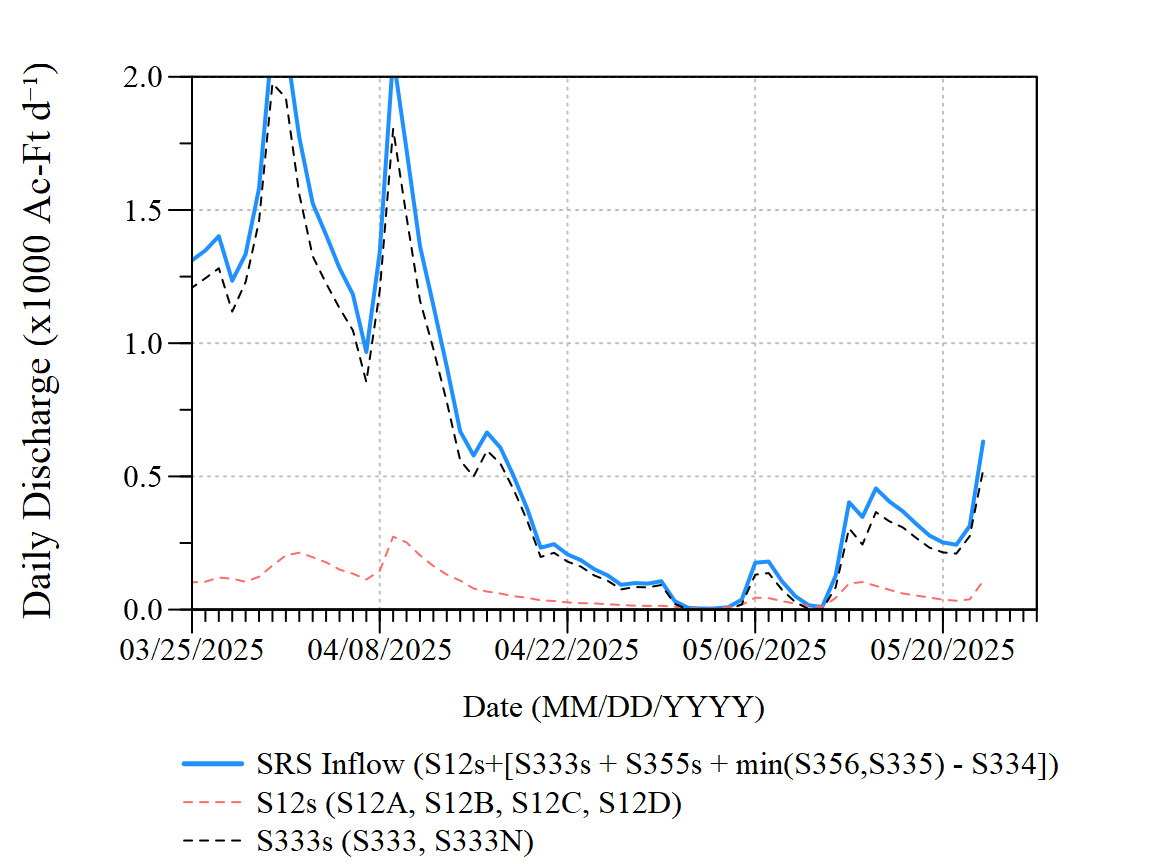 Daily Discharge (x1000 Ac-Ft d⁻¹)
2.0
1.5
1.0
0.5
0.0
03/25/2025 04/08/2025 04/22/2025 05/06/2025 05/20/2025
Date (MM/DD/YYYY)
SRS Inflow (S12s+[S333s + S355s + min(S356,S335) - S334])
S12s (S12A, S12B, S12C, S12D)
S333s (S333, S333N)